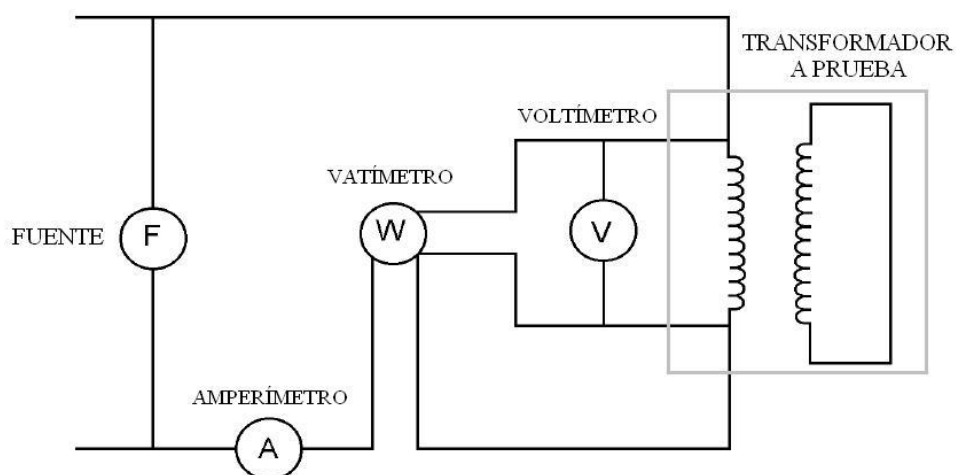 TRANSFORMADOR
A PRUEBA
VOLTÍMETRO
VATÍMETRO
W
V
FUENTE
F
AMPERÍMETRO
A